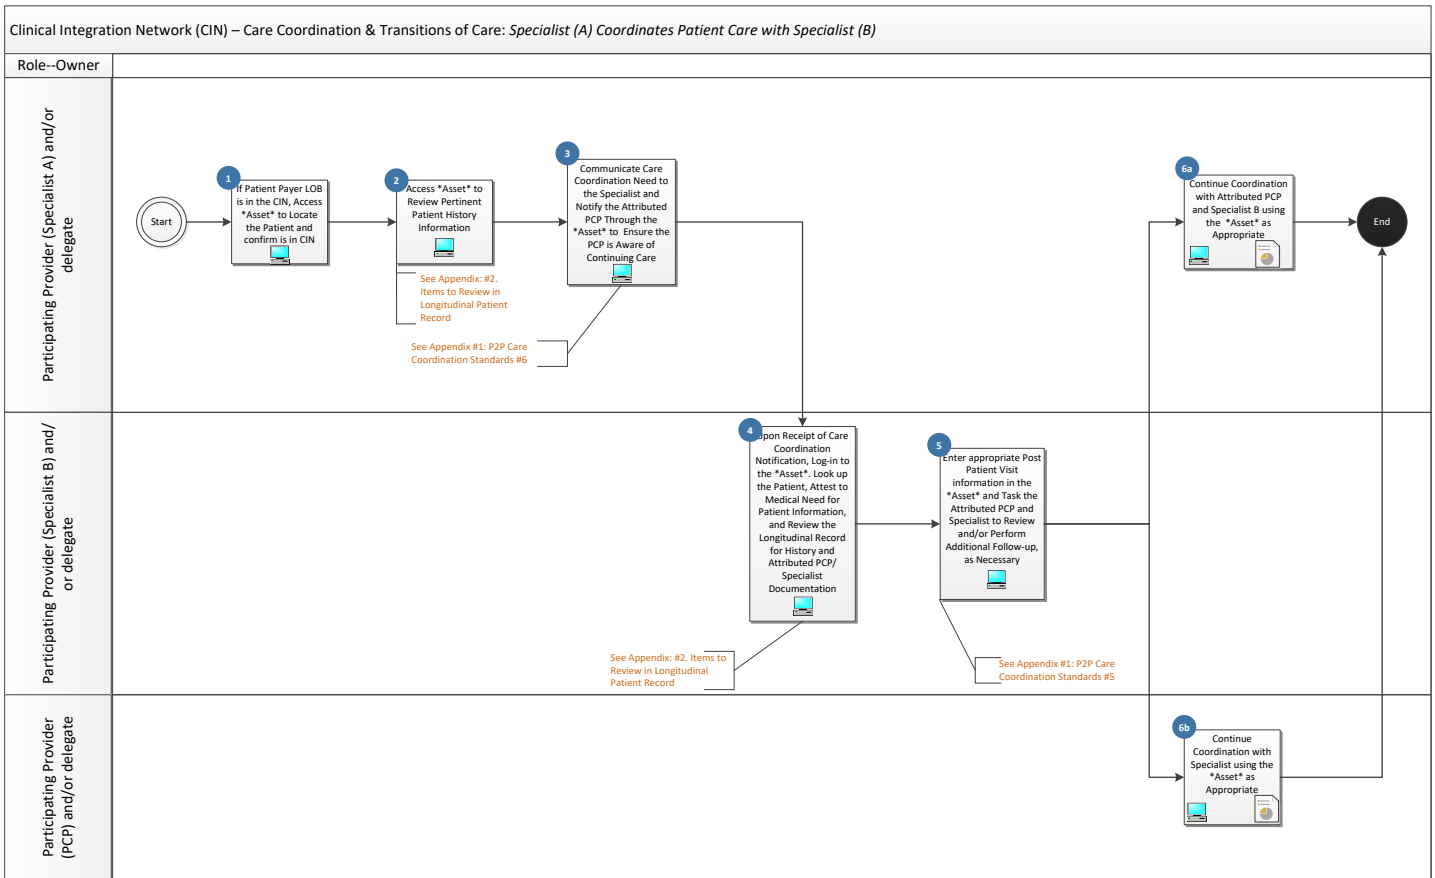 Clinical Integration Network (CIN) – Care Coordination & Transitions of Care: Specialist (A) Coordinates Patient Care with Specialist (B)
Role--Owner
Participating Provider (Specialist A) and/or
delegate
Start
1
If Patient Payer LOB
is in the CIN, Access
*Asset* to Locate
the Patient and
confirm is in CIN
2
Access *Asset* to
Review Pertinent
Patient History
Information
See Appendix: #2.
Items to Review in
Longitudinal Patient
Record
3
Communicate Care
Coordination Need to
the Specialist and
Notify the Attributed
PCP Through the
*Asset* to Ensure the
PCP is Aware of
Continuing Care
See Appendix #1: P2P Care
Coordination Standards #6
6a
Continue Coordination
with Attributed PCP
and Specialist B using
the *Asset* as
Appropriate
End
Participating Provider (Specialist B) and/
or delegate
4
Upon Receipt of Care
Coordination
Notification, Log-in to
the *Asset*. Look up
the Patient, Attest to
Medical Need for
Patient Information,
and Review the
Longitudinal Record
for History and
Attributed PCP/
Specialist
Documentation
See Appendix: #2. Items to
Review in Longitudinal
Patient Record
5
Enter appropriate Post
Patient Visit
information in the
*Asset* and Task the
Attributed PCP and
Specialist to Review
and/or Perform
Additional Follow-up,
as Necessary
See Appendix #1: P2P Care
Coordination Standards #5
Participating Provider
(PCP) and/or delegate
6b
Continue
Coordination with
Specialist using the
*Asset* as
Appropriate